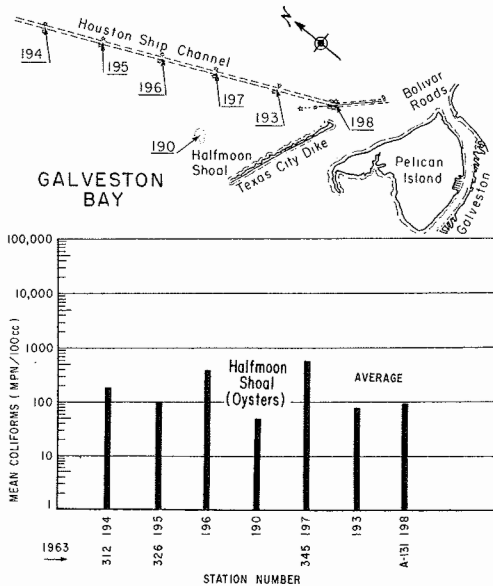 Houston Ship Channel
N
194
195
196
197
193
198
190
Bolivar
Roads
Halfmoon
Shoal
Texas City Dike
Pelican
Island
Galveston
GALVESTON
BAY
100,000
10,000
1000
100
10
1
MEAN COLIFORMS (MPN/100cc)
Halfmoon
Shoal
(Oysters)
AVERAGE
194
195
196
190
197
193
198
1963
312
326
345
A-131
STATION NUMBER